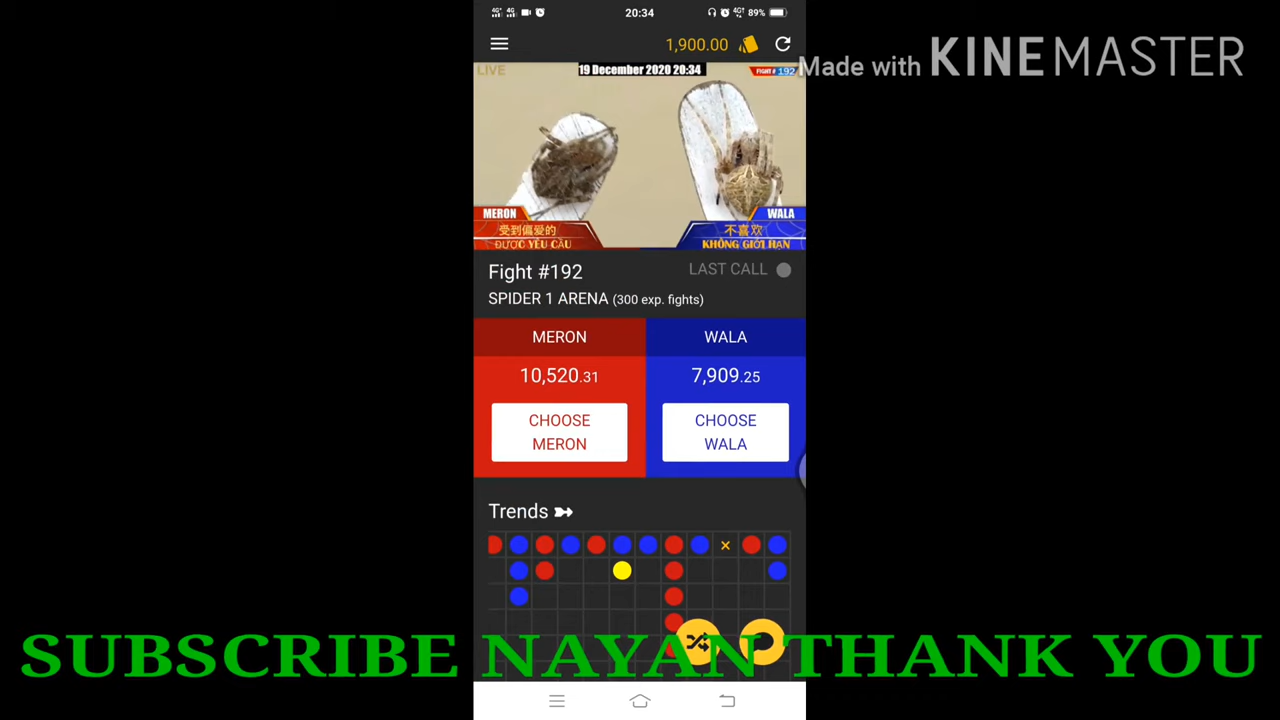 20:34
89%
1,900.00
Made with KINEMASTER
LIVE
19 December 2020 20:34
FIGHT # 192
MERON
WALA
受到偏爱的
不喜欢
ĐƯỢC YÊU CẦU
KHÔNG GIỚI HẠN
Fight #192
LAST CALL
SPIDER 1 ARENA (300 exp. fights)
MERON
WALA
10,520.31
7,909.25
CHOOSE
MERON
CHOOSE
WALA
Trends
SUBSCRIBE NAYAN THANK YOU